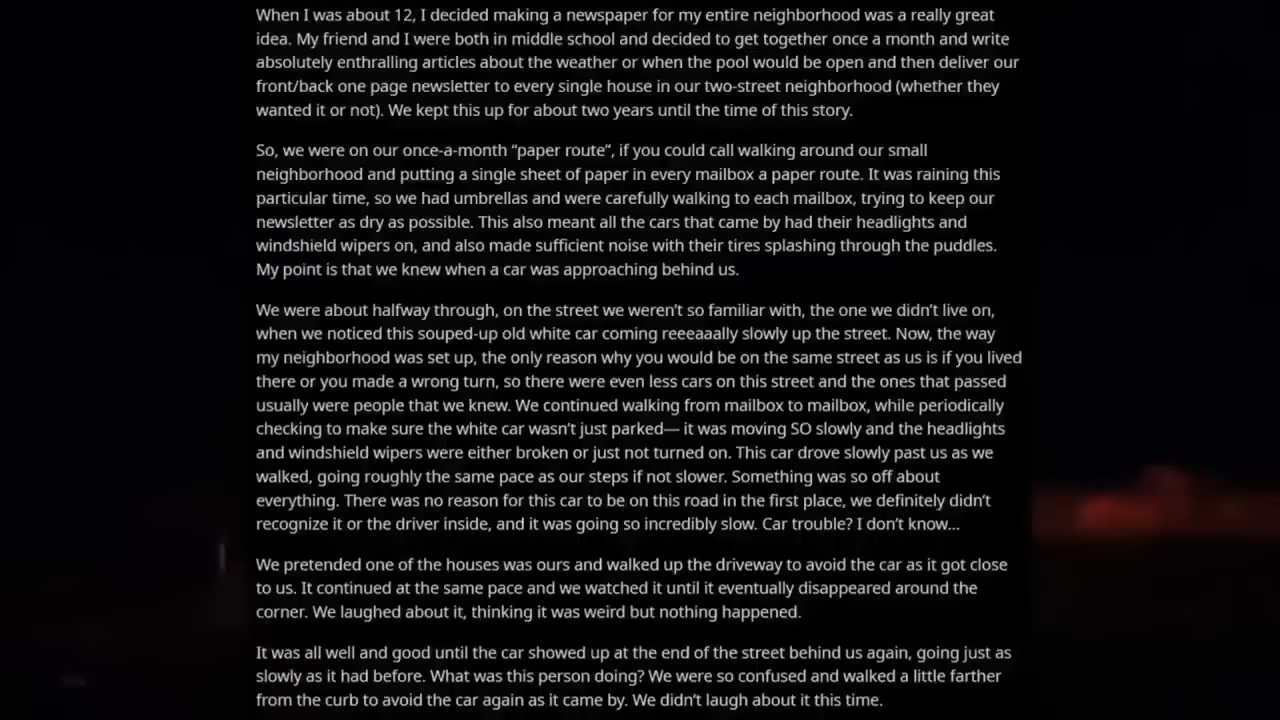 When I was about 12, I decided making a newspaper for my entire neighborhood was a really great
idea. My friend and I were both in middle school and decided to get together once a month and write
absolutely enthralling articles about the weather or when the pool would be open and then deliver our
front/back one page newsletter to every single house in our two-street neighborhood (whether they
wanted it or not). We kept this up for about two years until the time of this story.
So, we were on our once-a-month “paper route“, if you could call walking around our small
neighborhood and putting a single sheet of paper in every mailbox a paper route. It was raining this
particular time, so we had umbrellas and were carefully walking to each mailbox, trying to keep our
newsletter as dry as possible. This also meant all the cars that came by had their headlights and
windshield wipers on, and also made sufficient noise with their tires splashing through the puddles.
My point is that we knew when a car was approaching behind us.
We were about halfway through, on the street we weren’t so familiar with, the one we didn’t live on,
when we noticed this souped-up old white car coming reeeaaally slowly up the street. Now, the way
my neighborhood was set up, the only reason why you would be on the same street as us is if you lived
there or you made a wrong turn, so there were even less cars on this street and the ones that passed
usually were people that we knew. We continued walking from mailbox to mailbox, while periodically
checking to make sure the white car wasn’t just parked— it was moving SO slowly and the headlights
and windshield wipers were either broken or just not turned on. This car drove slowly past us as we
walked, going roughly the same pace as our steps if not slower. Something was so off about
everything. There was no reason for this car to be on this road in the first place, we definitely didn’t
recognize it or the driver inside, and it was going so incredibly slow. Car trouble? I don’t know…
We pretended one of the houses was ours and walked up the driveway to avoid the car as it got close
to us. It continued at the same pace and we watched it until it eventually disappeared around the
corner. We laughed about it, thinking it was weird but nothing happened.
It was all well and good until the car showed up at the end of the street behind us again, going just as
slowly as it had before. What was this person doing? We were so confused and walked a little farther
from the curb to avoid the car again as it came by. We didn’t laugh about it this time.